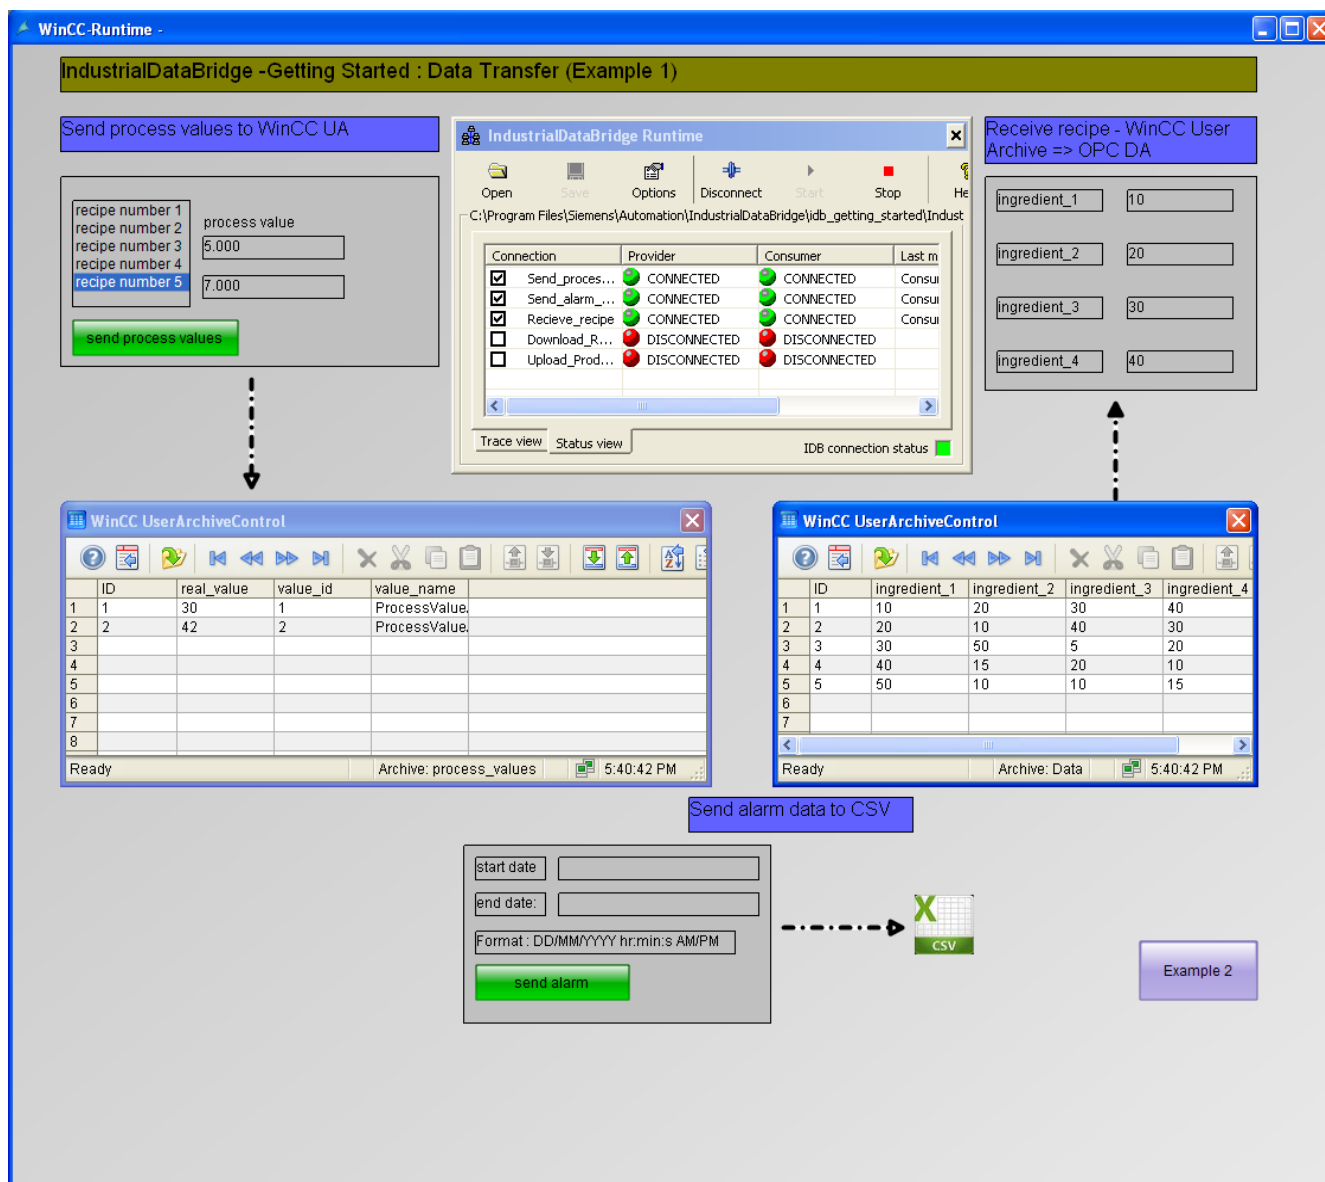 WinCC-Runtime -
IndustrialDataBridge -Getting Started : Data Transfer (Example 1)
Send process values to WinCC UA
recipe number 1
recipe number 2
recipe number 3
recipe number 4
recipe number 5
process value
5.000
7.000
send process values
IndustrialDataBridge Runtime
Open Save Options Disconnect Start Stop He
C:\Program Files\Siemens\Automation\IndustrialDataBridge\idb_getting_started\Indust
Connection Provider Consumer Last m
Send_proces... CONNECTED CONNECTED Consu
Send_alarm_... CONNECTED CONNECTED Consu
Recieve_recipe CONNECTED CONNECTED Consu
Download_R... DISCONNECTED DISCONNECTED
Upload_Prod... DISCONNECTED DISCONNECTED
Trace view Status view
IDB connection status
Receive recipe - WinCC User
Archive => OPC DA
ingredient_1 10
ingredient_2 20
ingredient_3 30
ingredient_4 40
WinCC UserArchiveControl
ID real_value value_id value_name
1 1 30 1 ProcessValue
2 2 42 2 ProcessValue
3
4
5
6
7
8
Ready Archive: process_values 5:40:42 PM
WinCC UserArchiveControl
ID ingredient_1 ingredient_2 ingredient_3 ingredient_4
1 1 10 20 30 40
2 2 20 10 40 30
3 3 30 50 5 20
4 4 40 15 20 10
5 5 50 10 10 15
6
7
Ready Archive: Data 5:40:42 PM
Send alarm data to CSV
start date
end date:
Format : DD/MM/YYYY hr:min:s AM/PM
send alarm
X
CSV
Example 2